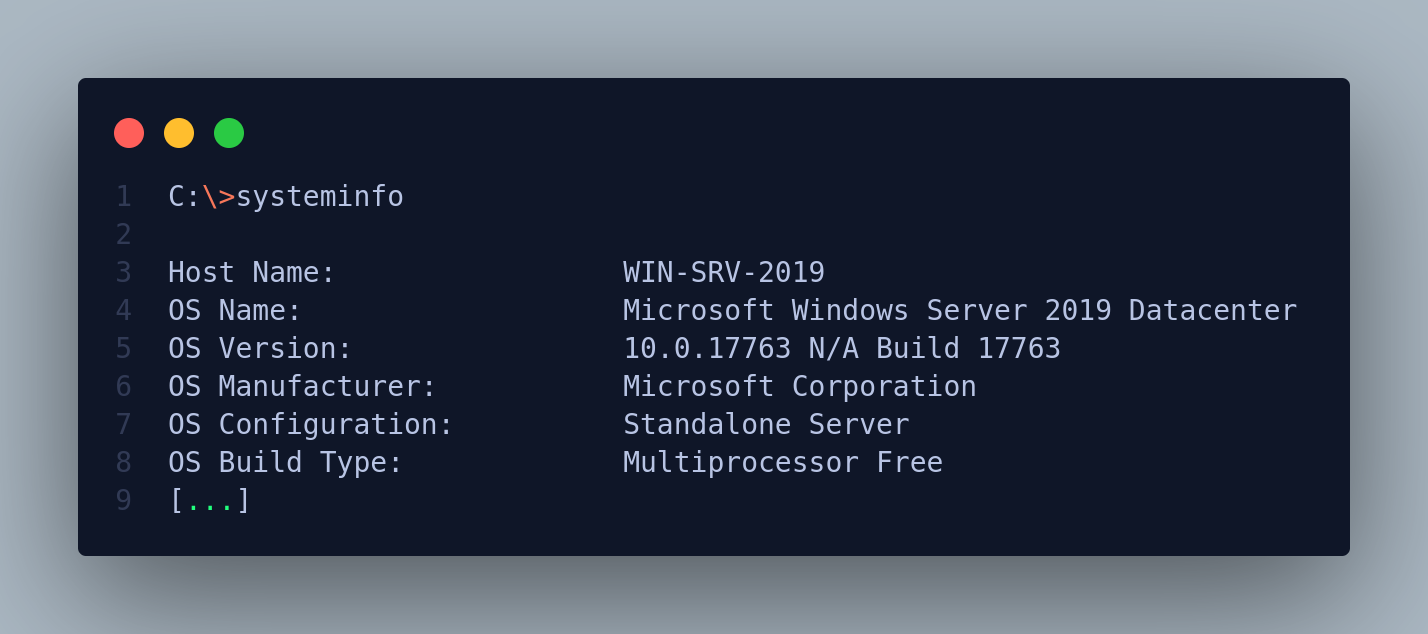 1 C:\>systeminfo
2
3 Host Name: WIN-SRV-2019
4 OS Name: Microsoft Windows Server 2019 Datacenter
5 OS Version: 10.0.17763 N/A Build 17763
6 OS Manufacturer: Microsoft Corporation
7 OS Configuration: Standalone Server
8 OS Build Type: Multiprocessor Free
9 [...]